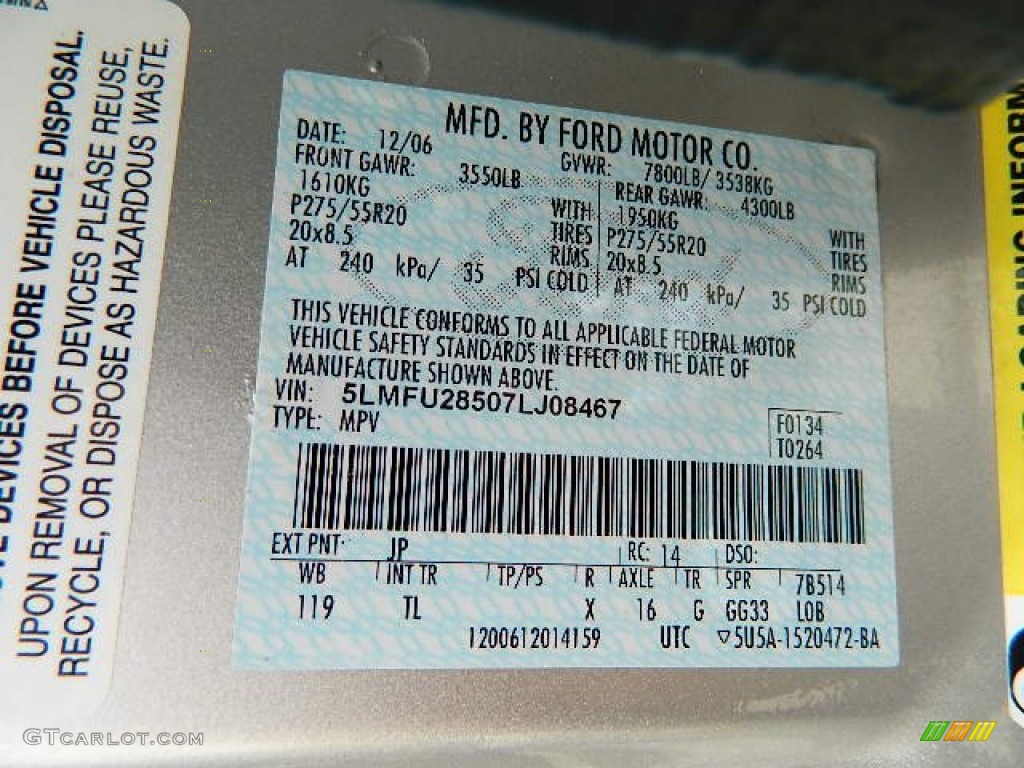 MFD. BY FORD MOTOR CO.
DATE: 12/06 GVWR: 7800LB/ 3538KG
FRONT GAWR: 3550LB REAR GAWR: 4300LB
1610KG WITH 1950KG WITH
P275/55R20 TIRES P275/55R20 TIRES
20x8.5 RIMS 20x8.5 RIMS
AT 240 kPa/ 35 PSI COLD AT 240 kPa/ 35 PSI COLD
THIS VEHICLE CONFORMS TO ALL APPLICABLE FEDERAL MOTOR
VEHICLE SAFETY STANDARDS IN EFFECT ON THE DATE OF
MANUFACTURE SHOWN ABOVE.
VIN: 5LMFU28507LJ08467
TYPE: MPV
F0134
T0264
EXT PNT: JP RC: 14 DSO:
WB INT TR TP/PS R AXLE TR SPR 7B514
119 TL X 16 G GG33 LOB
1200612014159 UTC ▽5U5A-1520472-BA
DEVICES BEFORE VEHICLE DISPOSAL.
UPON REMOVAL OF DEVICES PLEASE REUSE,
RECYCLE, OR DISPOSE AS HAZARDOUS WASTE.
GTCARLOT.COM